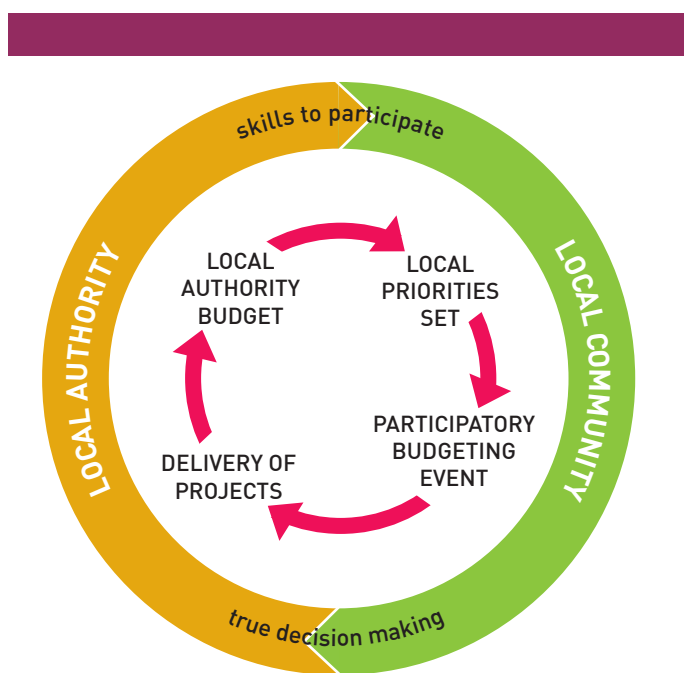 skills to participate
LOCAL AUTHORITY
LOCAL COMMUNITY
LOCAL
AUTHORITY
BUDGET
LOCAL
PRIORITIES
SET
PARTICIPATORY
BUDGETING
EVENT
DELIVERY OF
PROJECTS
true decision making